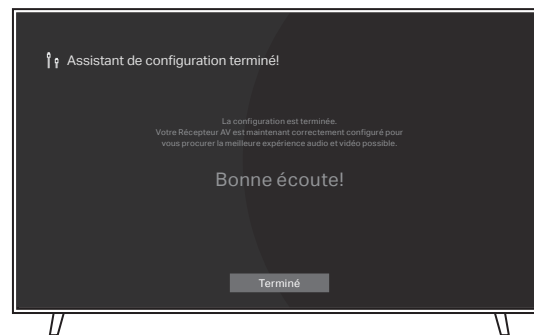 Assistant de configuration terminé!
La configuration est terminée.
Votre Récepteur AV est maintenant correctement configuré pour
vous procurer la meilleure expérience audio et vidéo possible.
Bonne écoute!
Terminé